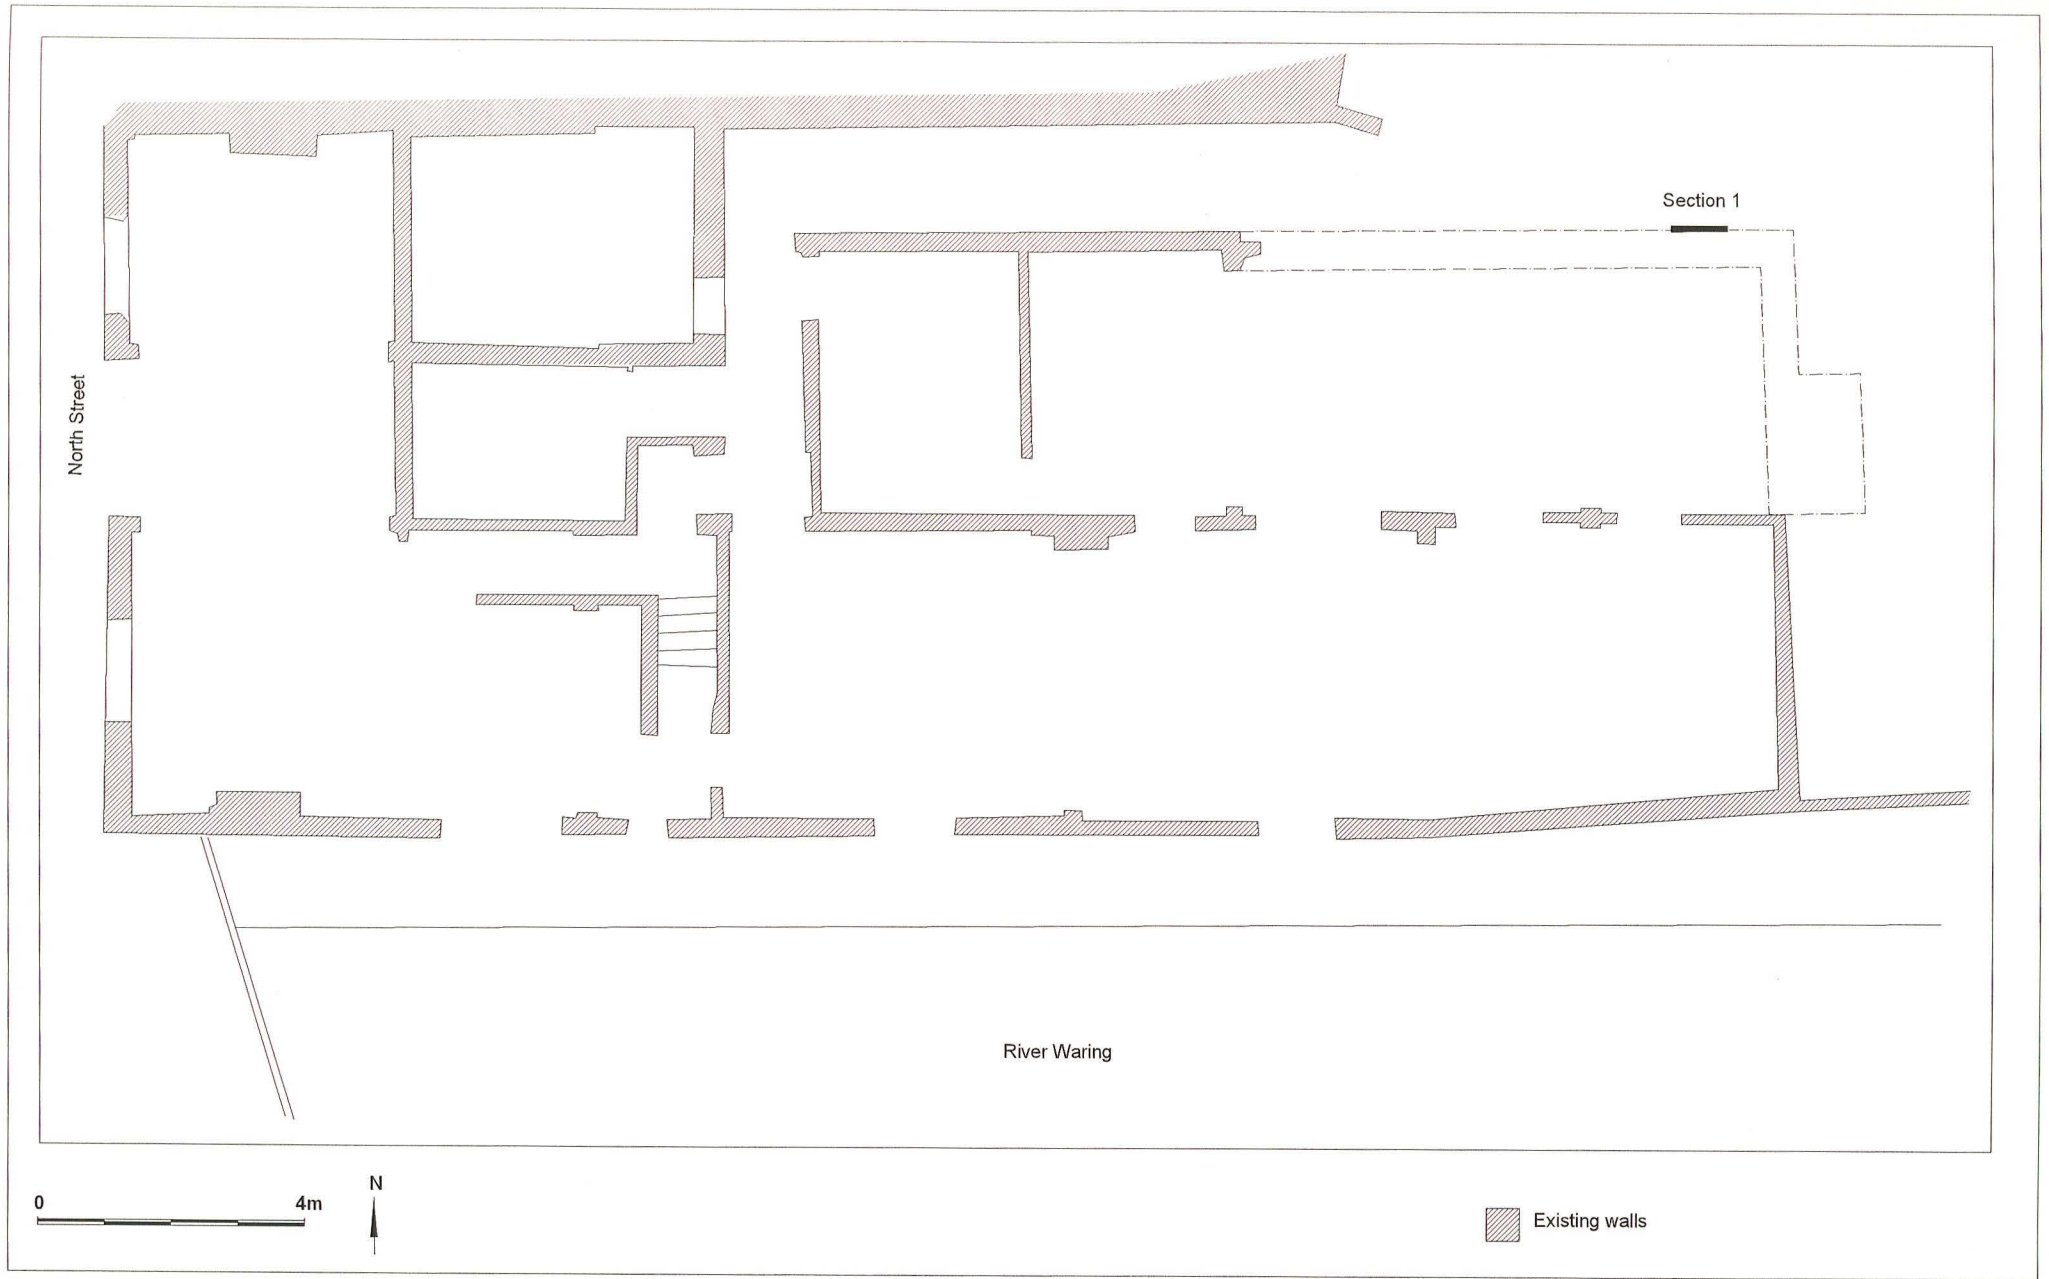 Section 1
North Street
River Waring
0 4m
N
Existing walls